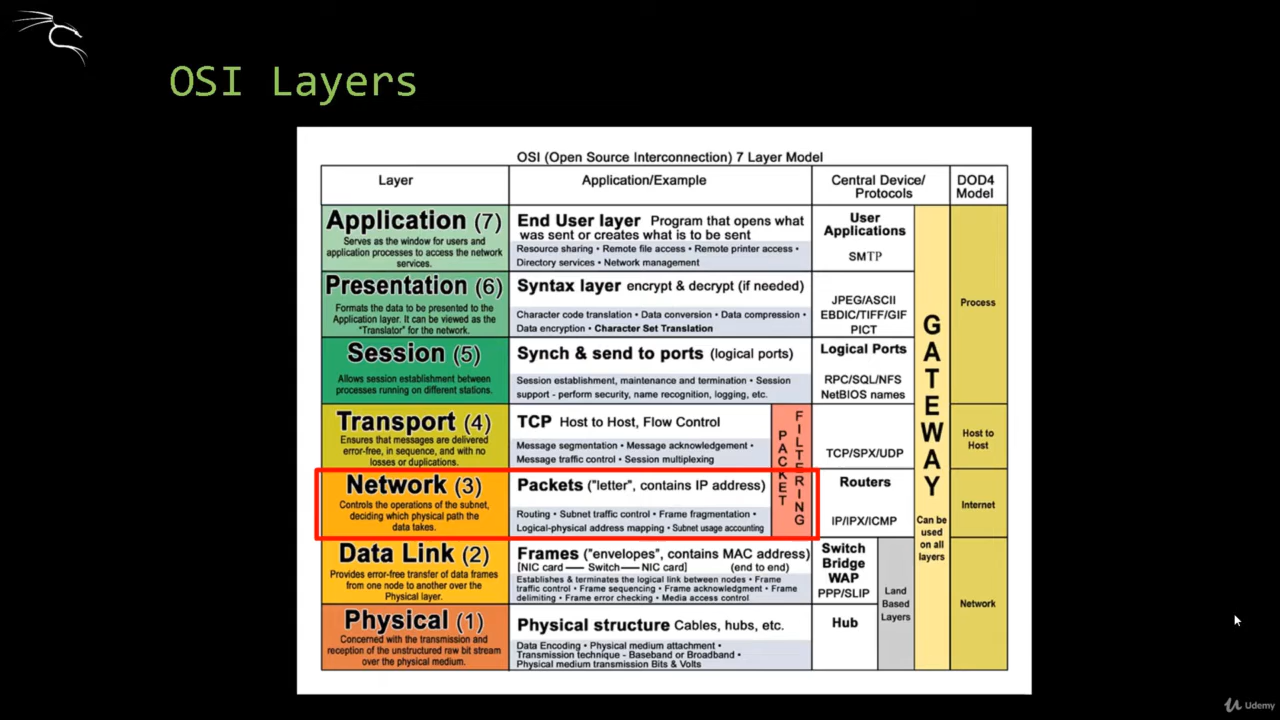 OSI Layers
OSI (Open Source Interconnection) 7 Layer Model
Layer
Application/Example
Central Device/
Protocols
DOD4
Model
Application (7)
Serves as the window for users and
application processes to access the network
services.
End User layer Program that opens what
was sent or creates what is to be sent
Resource sharing • Remote file access • Remote printer access •
Directory services • Network management
User
Applications
SMTP
Presentation (6)
Formats the data to be presented to the
Application layer. It can be viewed as the
"Translator" for the network.
Syntax layer encrypt & decrypt (if needed)
Character code translation • Data conversion • Data compression •
Data encryption • Character Set Translation
JPEG/ASCII
EBDIC/TIFF/GIF
PICT
Process
Session (5)
Allows session establishment between
processes running on different stations.
Synch & send to ports (logical ports)
Session establishment, maintenance and termination • Session
support - perform security, name recognition, logging, etc.
Logical Ports
RPC/SQL/NFS
NetBIOS names
Transport (4)
Ensures that messages are delivered
error-free, in sequence, and with no
losses or duplications.
TCP Host to Host, Flow Control
Message segmentation • Message acknowledgement •
Message traffic control • Session multiplexing
PACKET
FILTERING
TCP/SPX/UDP
Host to
Host
Network (3)
Controls the operations of the subnet,
deciding which physical path the
data takes.
Packets ("letter", contains IP address)
Routing • Subnet traffic control • Frame fragmentation •
Logical-physical address mapping • Subnet usage accounting
Routers
IP/IPX/ICMP
Internet
GATEWAY
Can be
used
on all
layers
Data Link (2)
Provides error-free transfer of data frames
from one node to another over the
Physical layer.
Frames ("envelopes", contains MAC address)
[NIC card — Switch — NIC card] (end to end)
Establishes & terminates the logical link between nodes • Frame
traffic control • Frame sequencing • Frame acknowledgment • Frame
delimiting • Frame error checking • Media access control
Switch
Bridge
WAP
PPP/SLIP
Land
Based
Layers
Network
Physical (1)
Concerned with the transmission and
reception of the unstructured raw bit stream
over the physical medium.
Physical structure Cables, hubs, etc.
Data Encoding • Physical medium attachment •
Transmission technique - Baseband or Broadband •
Physical medium transmission Bits & Volts
Hub
Udemy